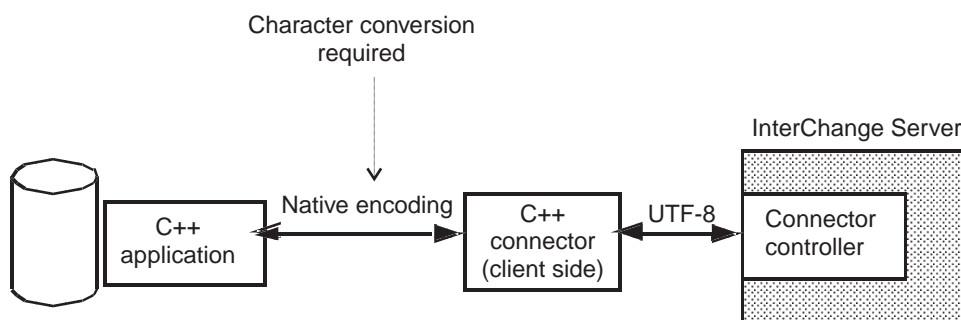 Character conversion
required
InterChange Server
C++
application
Native encoding
C++
connector
(client side)
UTF-8
Connector
controller